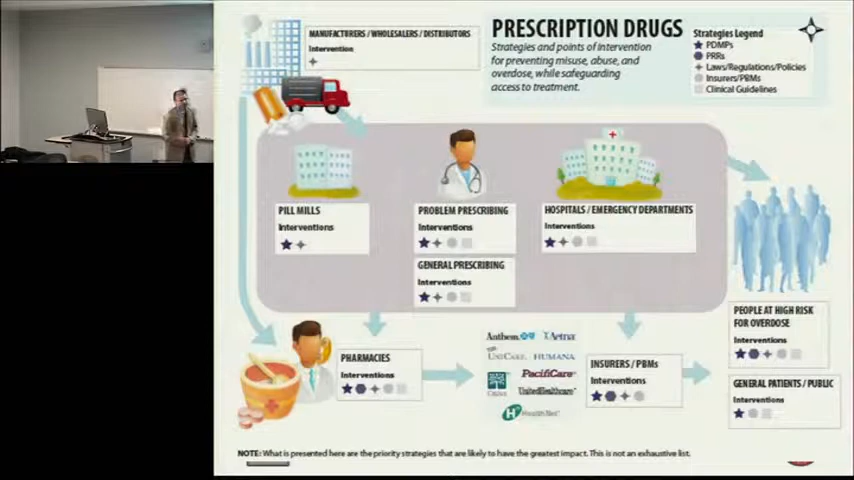 PRESCRIPTION DRUGS
Strategies and points of intervention
for preventing misuse, abuse, and
overdose, while safeguarding
access to treatment.
Strategies Legend
PDMPs
PRRs
Laws/Regulations/Policies
Insurers/PBMs
Clinical Guidelines
MANUFACTURERS / WHOLESALERS / DISTRIBUTORS
Intervention
PILL MILLS
Interventions
PROBLEM PRESCRIBING
Interventions
GENERAL PRESCRIBING
Interventions
HOSPITALS / EMERGENCY DEPARTMENTS
Interventions
PEOPLE AT HIGH RISK
FOR OVERDOSE
Interventions
GENERAL PATIENTS / PUBLIC
Interventions
PHARMACIES
Interventions
Anthem Aetna
UNICARE HUMANA
CIGNA PacifiCare
UnitedHealthcare
Health Net
INSURERS / PBMs
Interventions
NOTE: What is presented here are the priority strategies that are likely to have the greatest impact. This is not an exhaustive list.